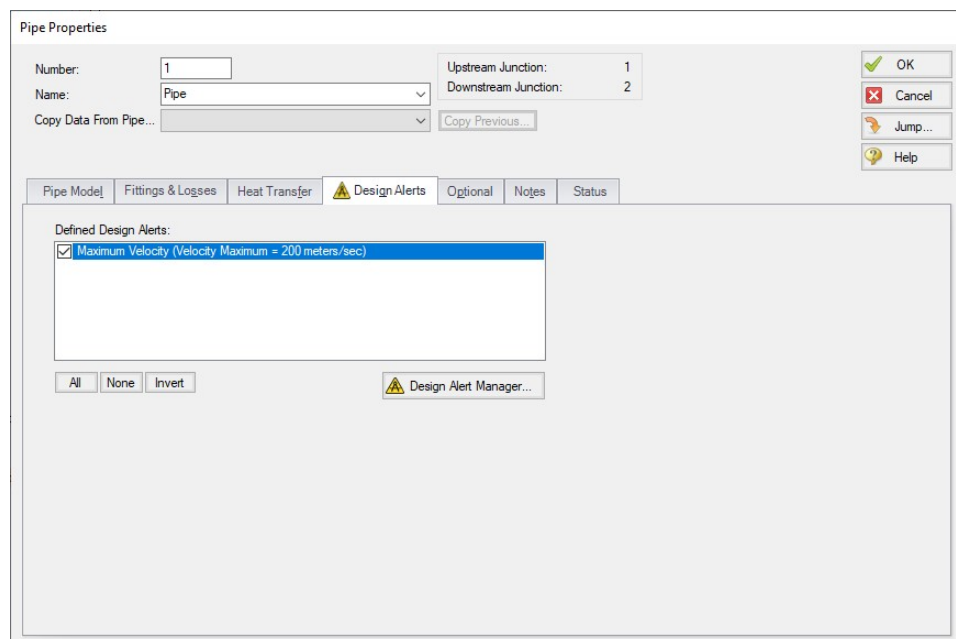 Pipe Properties
Number: 1
Name: Pipe
Copy Data From Pipe... Copy Previous...
Upstream Junction: 1
Downstream Junction: 2
OK
Cancel
Jump...
Help
Pipe Model Fittings & Losses Heat Transfer Design Alerts Optional Notes Status
Defined Design Alerts:
Maximum Velocity (Velocity Maximum = 200 meters/sec)
All None Invert Design Alert Manager...